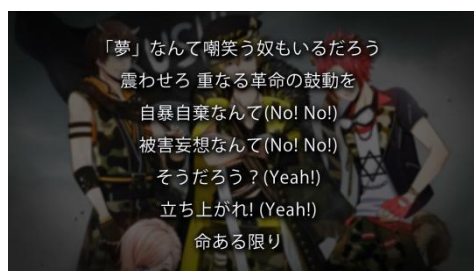 「夢」なんて嘲笑う奴もいるだろう
震わせろ 重なる革命の鼓動を
自暴自棄なんて(No! No!)
被害妄想なんて(No! No!)
そうだろう？(Yeah!)
立ち上がれ! (Yeah!)
命ある限り